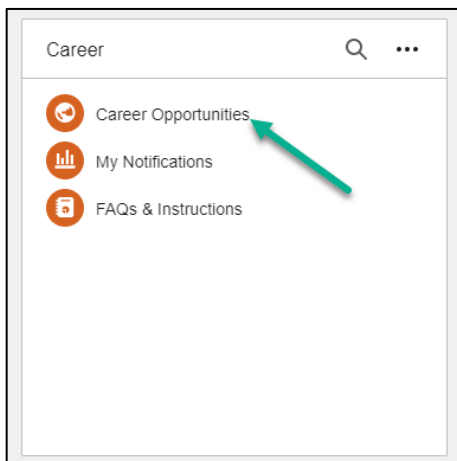 Career
Career Opportunities
My Notifications
FAQs & Instructions